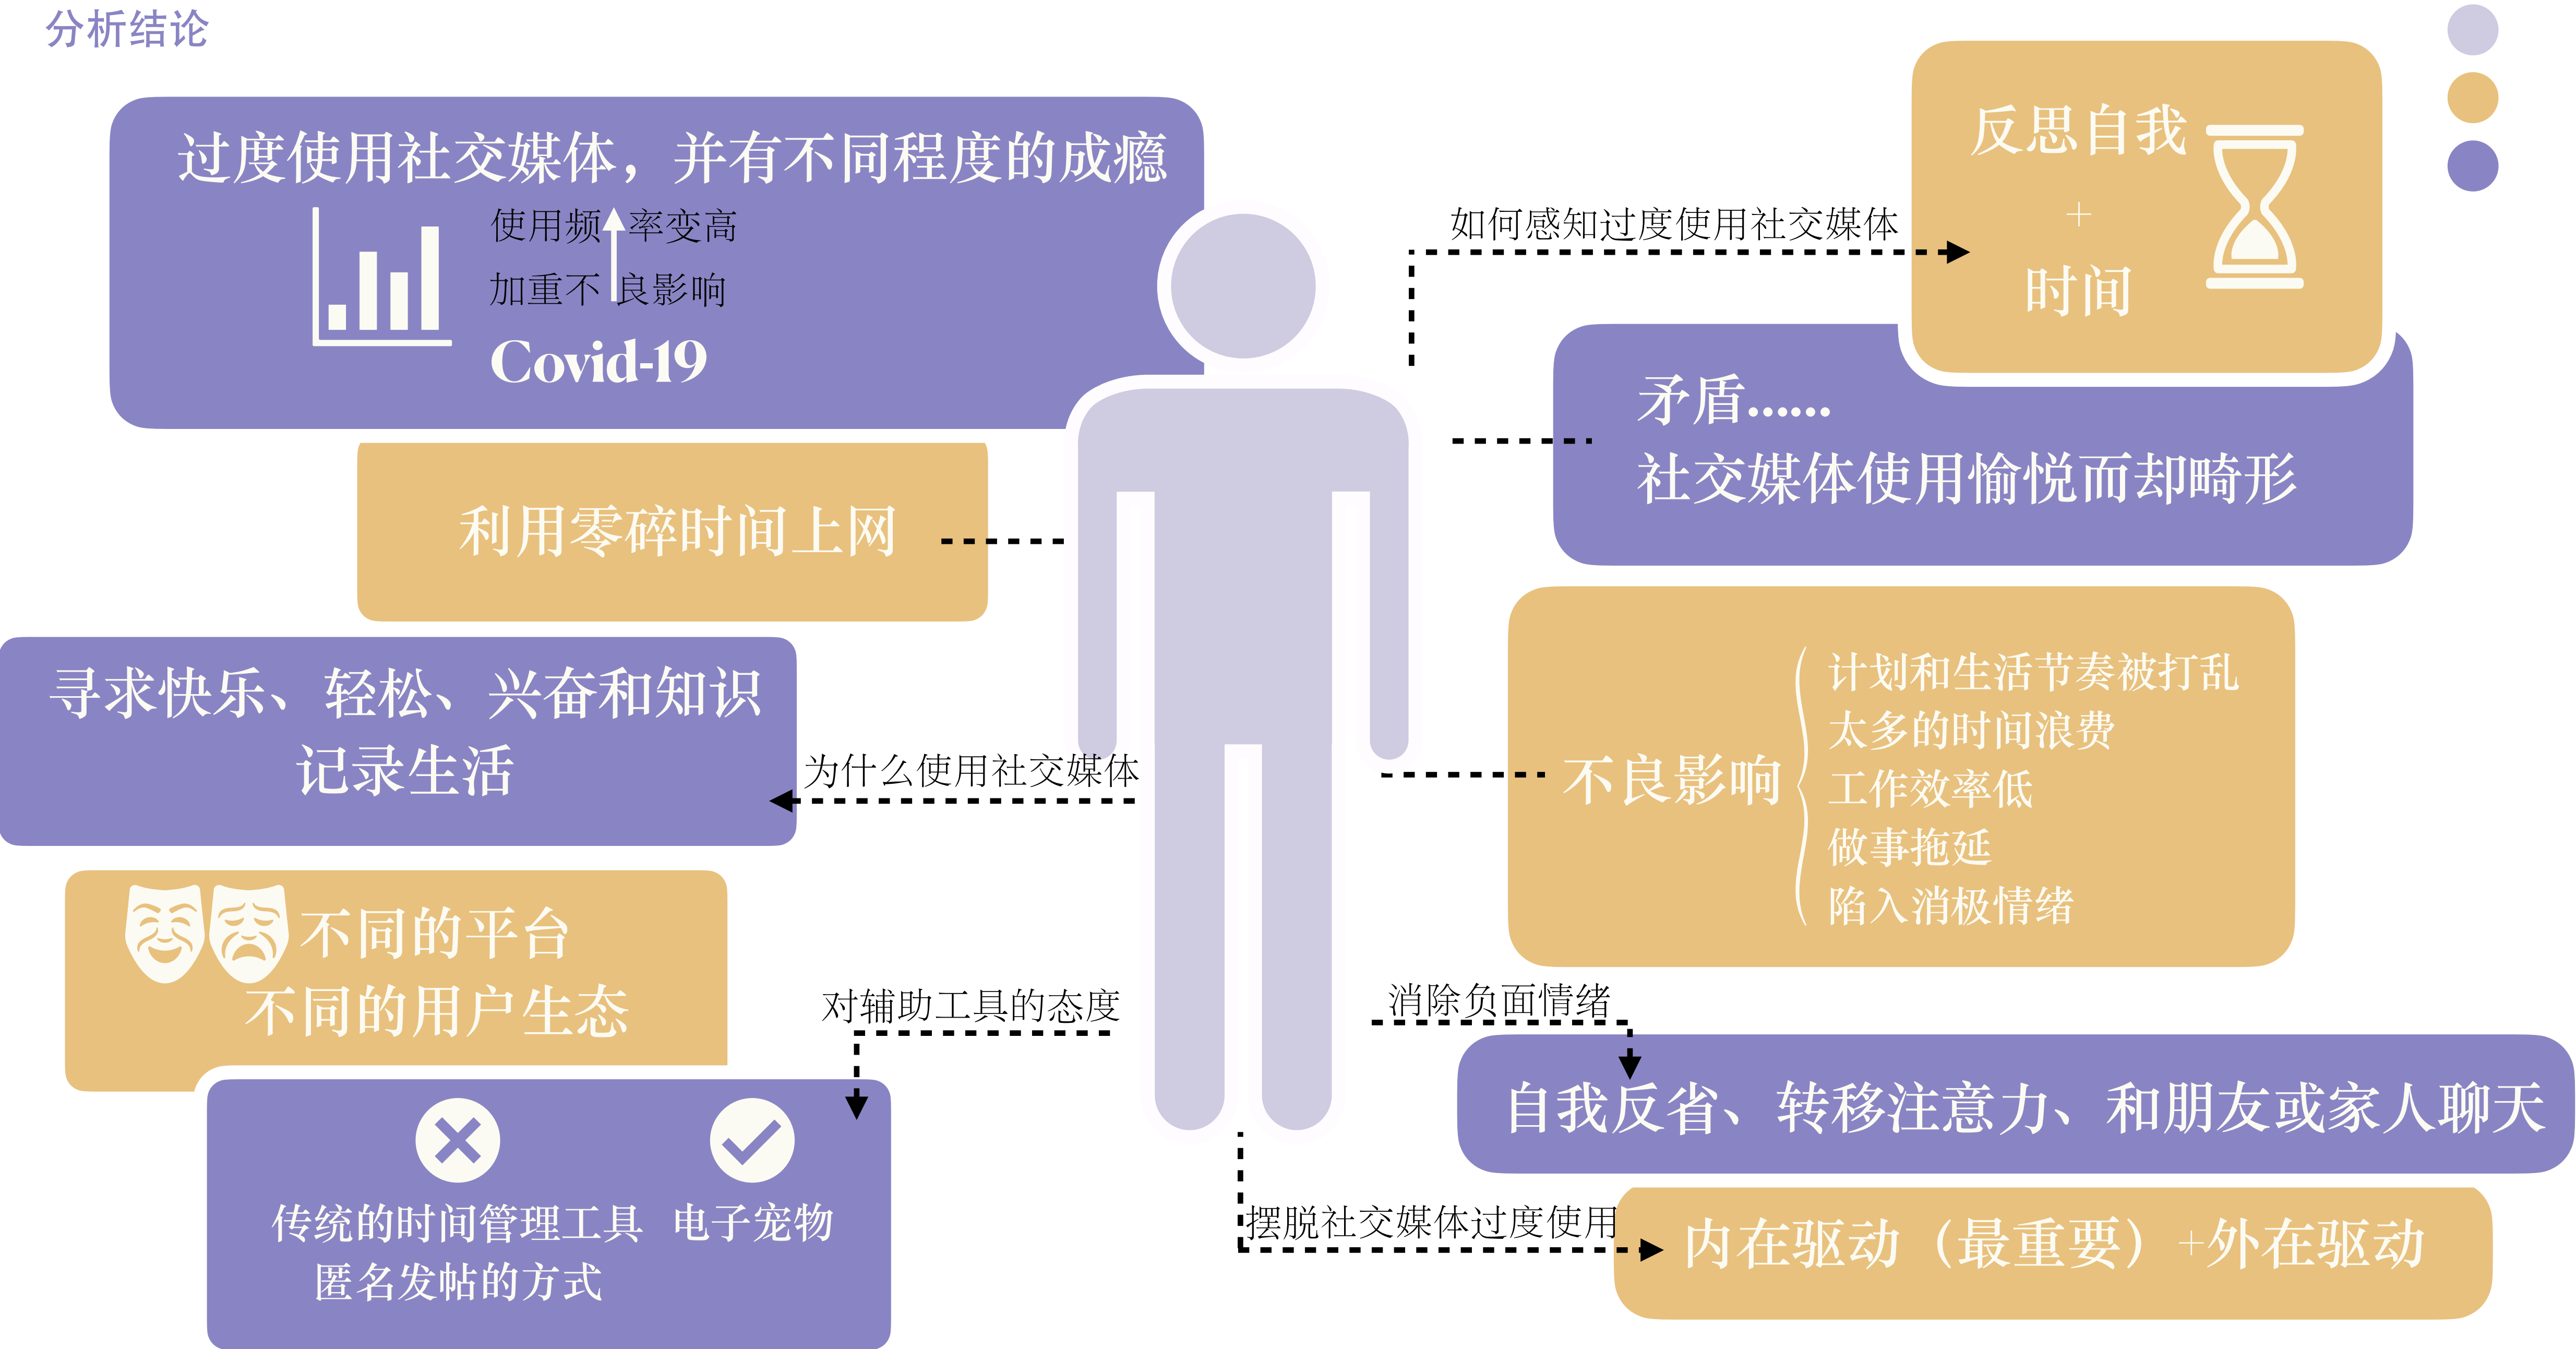 分析结论
过度使用社交媒体，并有不同程度的成瘾
使用频率变高
加重不良影响
Covid-19
利用零碎时间上网
寻求快乐、轻松、兴奋和知识
记录生活
为什么使用社交媒体
不同的平台
不同的用户生态
对辅助工具的态度
传统的时间管理工具
匿名发帖的方式
电子宠物
如何感知过度使用社交媒体
反思自我
+
时间
矛盾......
社交媒体使用愉悦而却畸形
不良影响
计划和生活节奏被打乱
太多的时间浪费
工作效率低
做事拖延
陷入消极情绪
消除负面情绪
自我反省、转移注意力、和朋友或家人聊天
摆脱社交媒体过度使用
内在驱动（最重要）+外在驱动